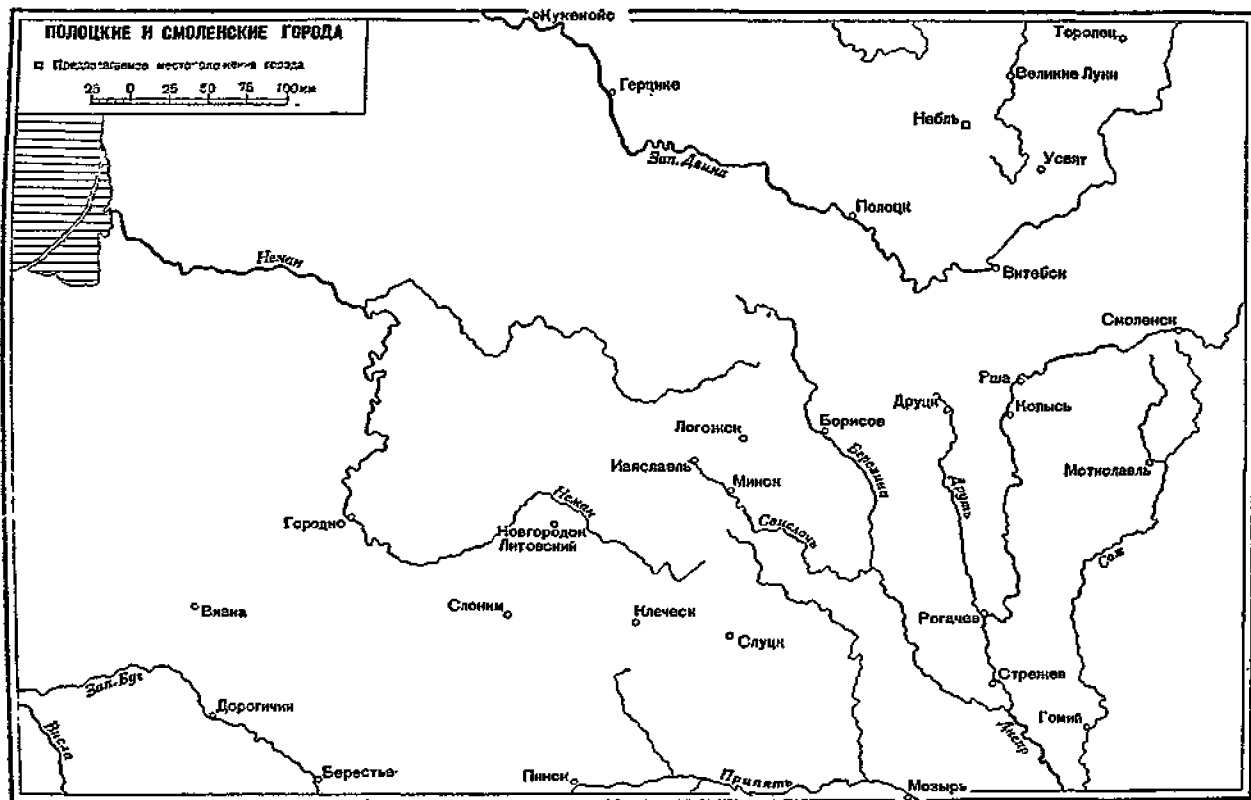 ПОЛОЦКИЕ И СМОЛЕНСКИЕ ГОРОДА
Предполагаемое местоположение города
25 0 25 50 75 100 км
Кукенойс
Торопец
Великие Луки
Герцике
Небль
Зап. Двина
Усвят
Полоцк
Неман
Витебск
Смоленск
Рша
Друцк
Копысь
Логожск
Борисов
Изяславль
Березина
Мстиславль
Минск
Неман
Друть
Городно
Новгородок
Литовский
Свислочь
Сож
Визна
Слоним
Клеческ
Рогачев
Слуцк
Стрежев
Зап. Буг
Дорогичин
Гомий
Висла
Днепр
Берестье
Пинск
Припять
Мозырь